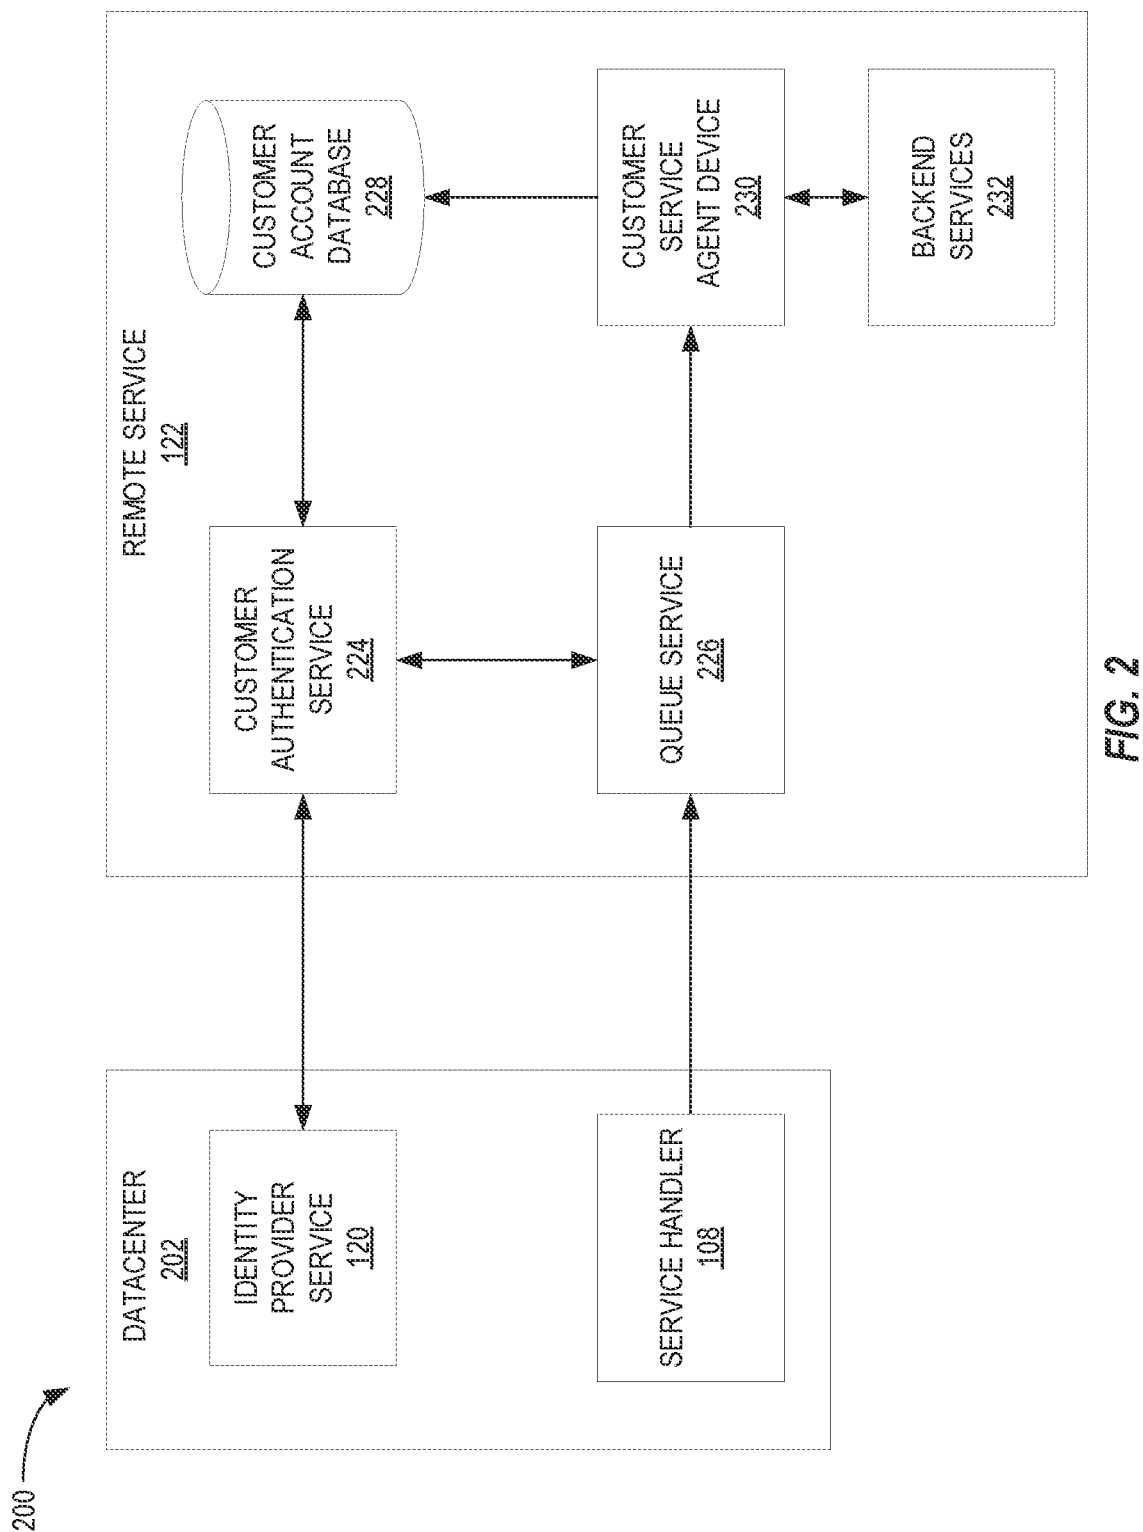 200
DATACENTER
202
IDENTITY
PROVIDER
SERVICE
120
SERVICE HANDLER
108
REMOTE SERVICE
122
CUSTOMER
AUTHENTICATION
SERVICE
224
QUEUE SERVICE
226
CUSTOMER
ACCOUNT
DATABASE
228
CUSTOMER
SERVICE
AGENT DEVICE
230
BACKEND
SERVICES
232
FIG. 2